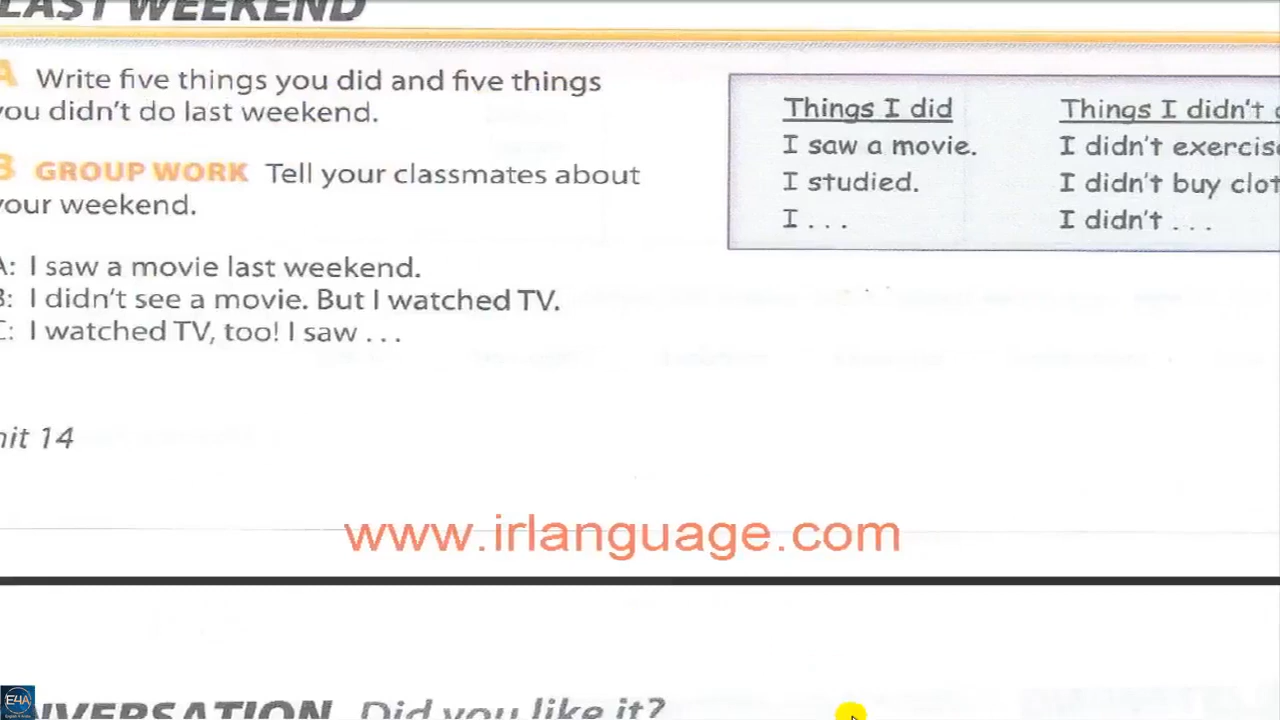 LAST WEEKEND
A Write five things you did and five things
you didn't do last weekend.
B GROUP WORK Tell your classmates about
your weekend.
A: I saw a movie last weekend.
B: I didn't see a movie. But I watched TV.
C: I watched TV, too! I saw . . .
Things I did
I saw a movie.
I studied.
I . . .
Things I didn't
I didn't exercise
I didn't buy clot
I didn't . . .
nit 14
www.irlanguage.com
NVERSATION Did you like it?
E4A